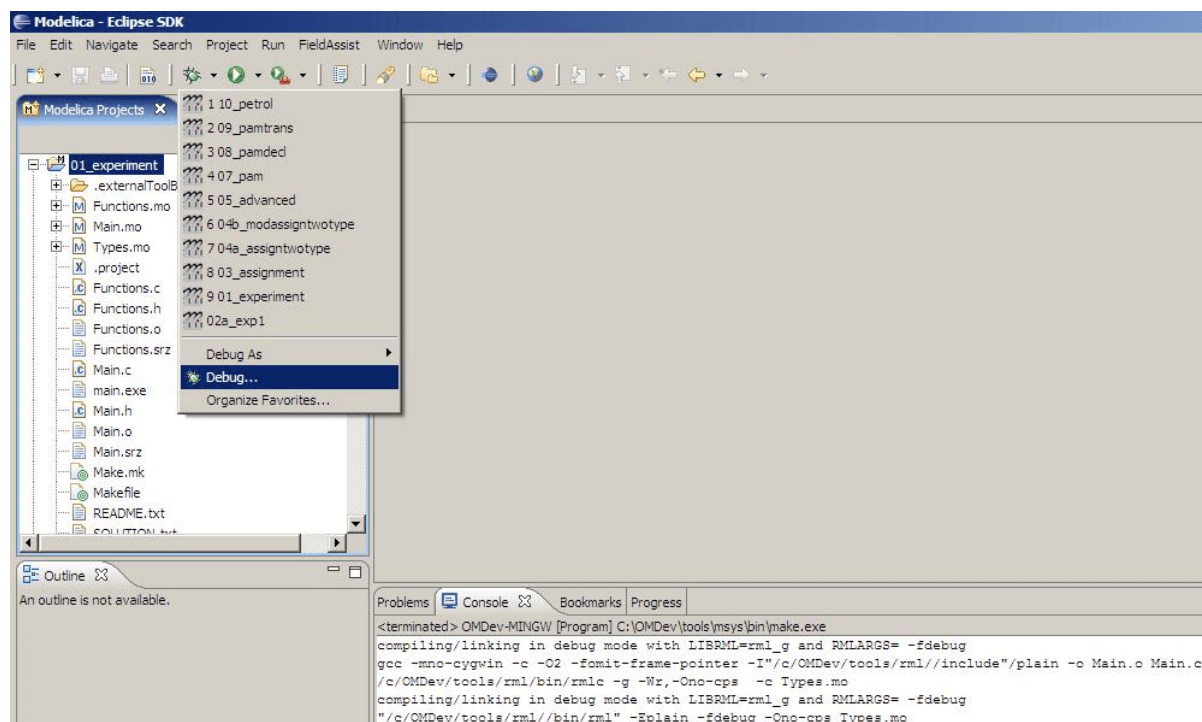 Modelica - Eclipse SDK
File Edit Navigate Search Project Run FieldAssist Window Help
Modelica Projects
1 10_petrol
2 09_pamtrans
3 08_pamdecl
4 07_pam
5 05_advanced
6 04b_modassigntwotype
7 04a_assigntwotype
8 03_assignment
9 01_experiment
02a_exp1
Debug As
Debug...
Organize Favorites...
01_experiment
.externalToolB
Functions.mo
Main.mo
Types.mo
.project
Functions.c
Functions.h
Functions.o
Functions.srz
Main.c
main.exe
Main.h
Main.o
Main.srz
Make.mk
Makefile
README.txt
SOLUTION.txt
Outline
An outline is not available.
Problems Console Bookmarks Progress
<terminated> OMDev-MINGW [Program] C:\OMDev\tools\msys\bin\make.exe
compiling/linking in debug mode with LIBRML=rml_g and RMLARGS= -fdebug
gcc -mno-cygwin -c -O2 -fomit-frame-pointer -I"/c/OMDev/tools/rml//include"/plain -o Main.o Main.c
/c/OMDev/tools/rml/bin/rmlc -g -Wr,-Ono-cps -c Types.mo
compiling/linking in debug mode with LIBRML=rml_g and RMLARGS= -fdebug
"/c/OMDev/tools/rml//bin/rml" -Eplain -fdebug -Ono-cps Types.mo